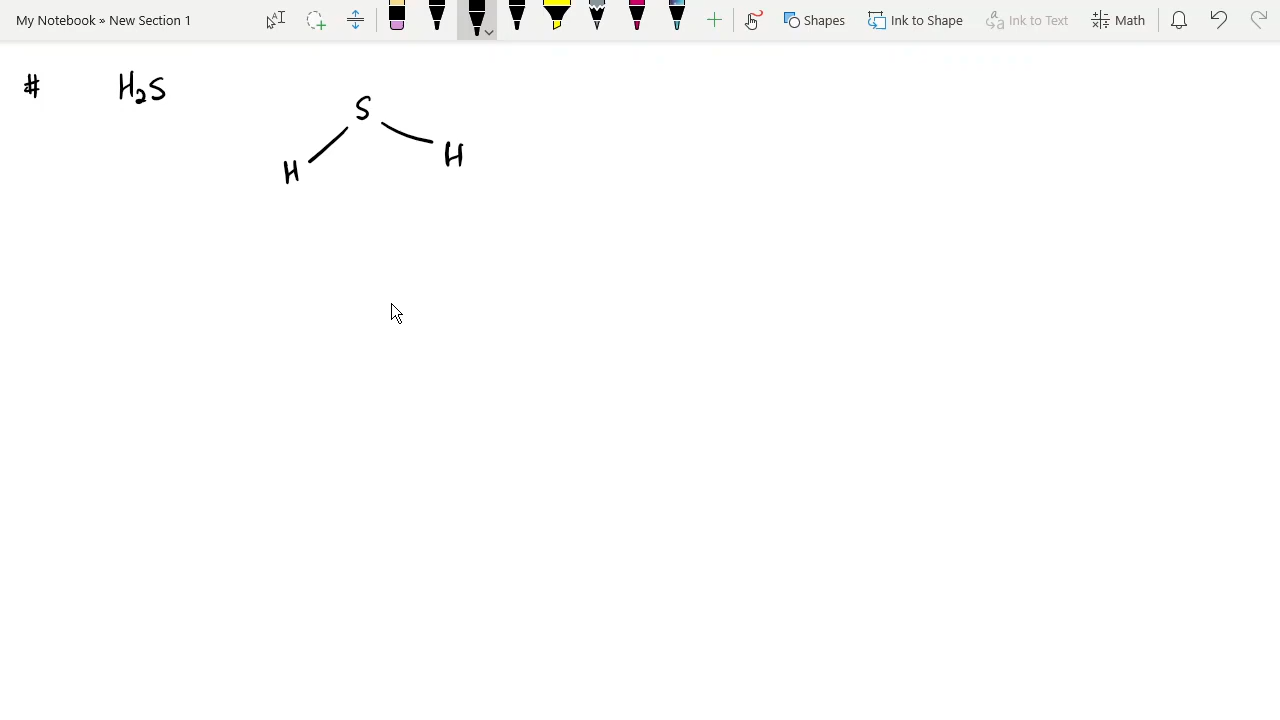 My Notebook » New Section 1
Shapes
Ink to Shape
Ink to Text
Math
# H₂S
S
H H